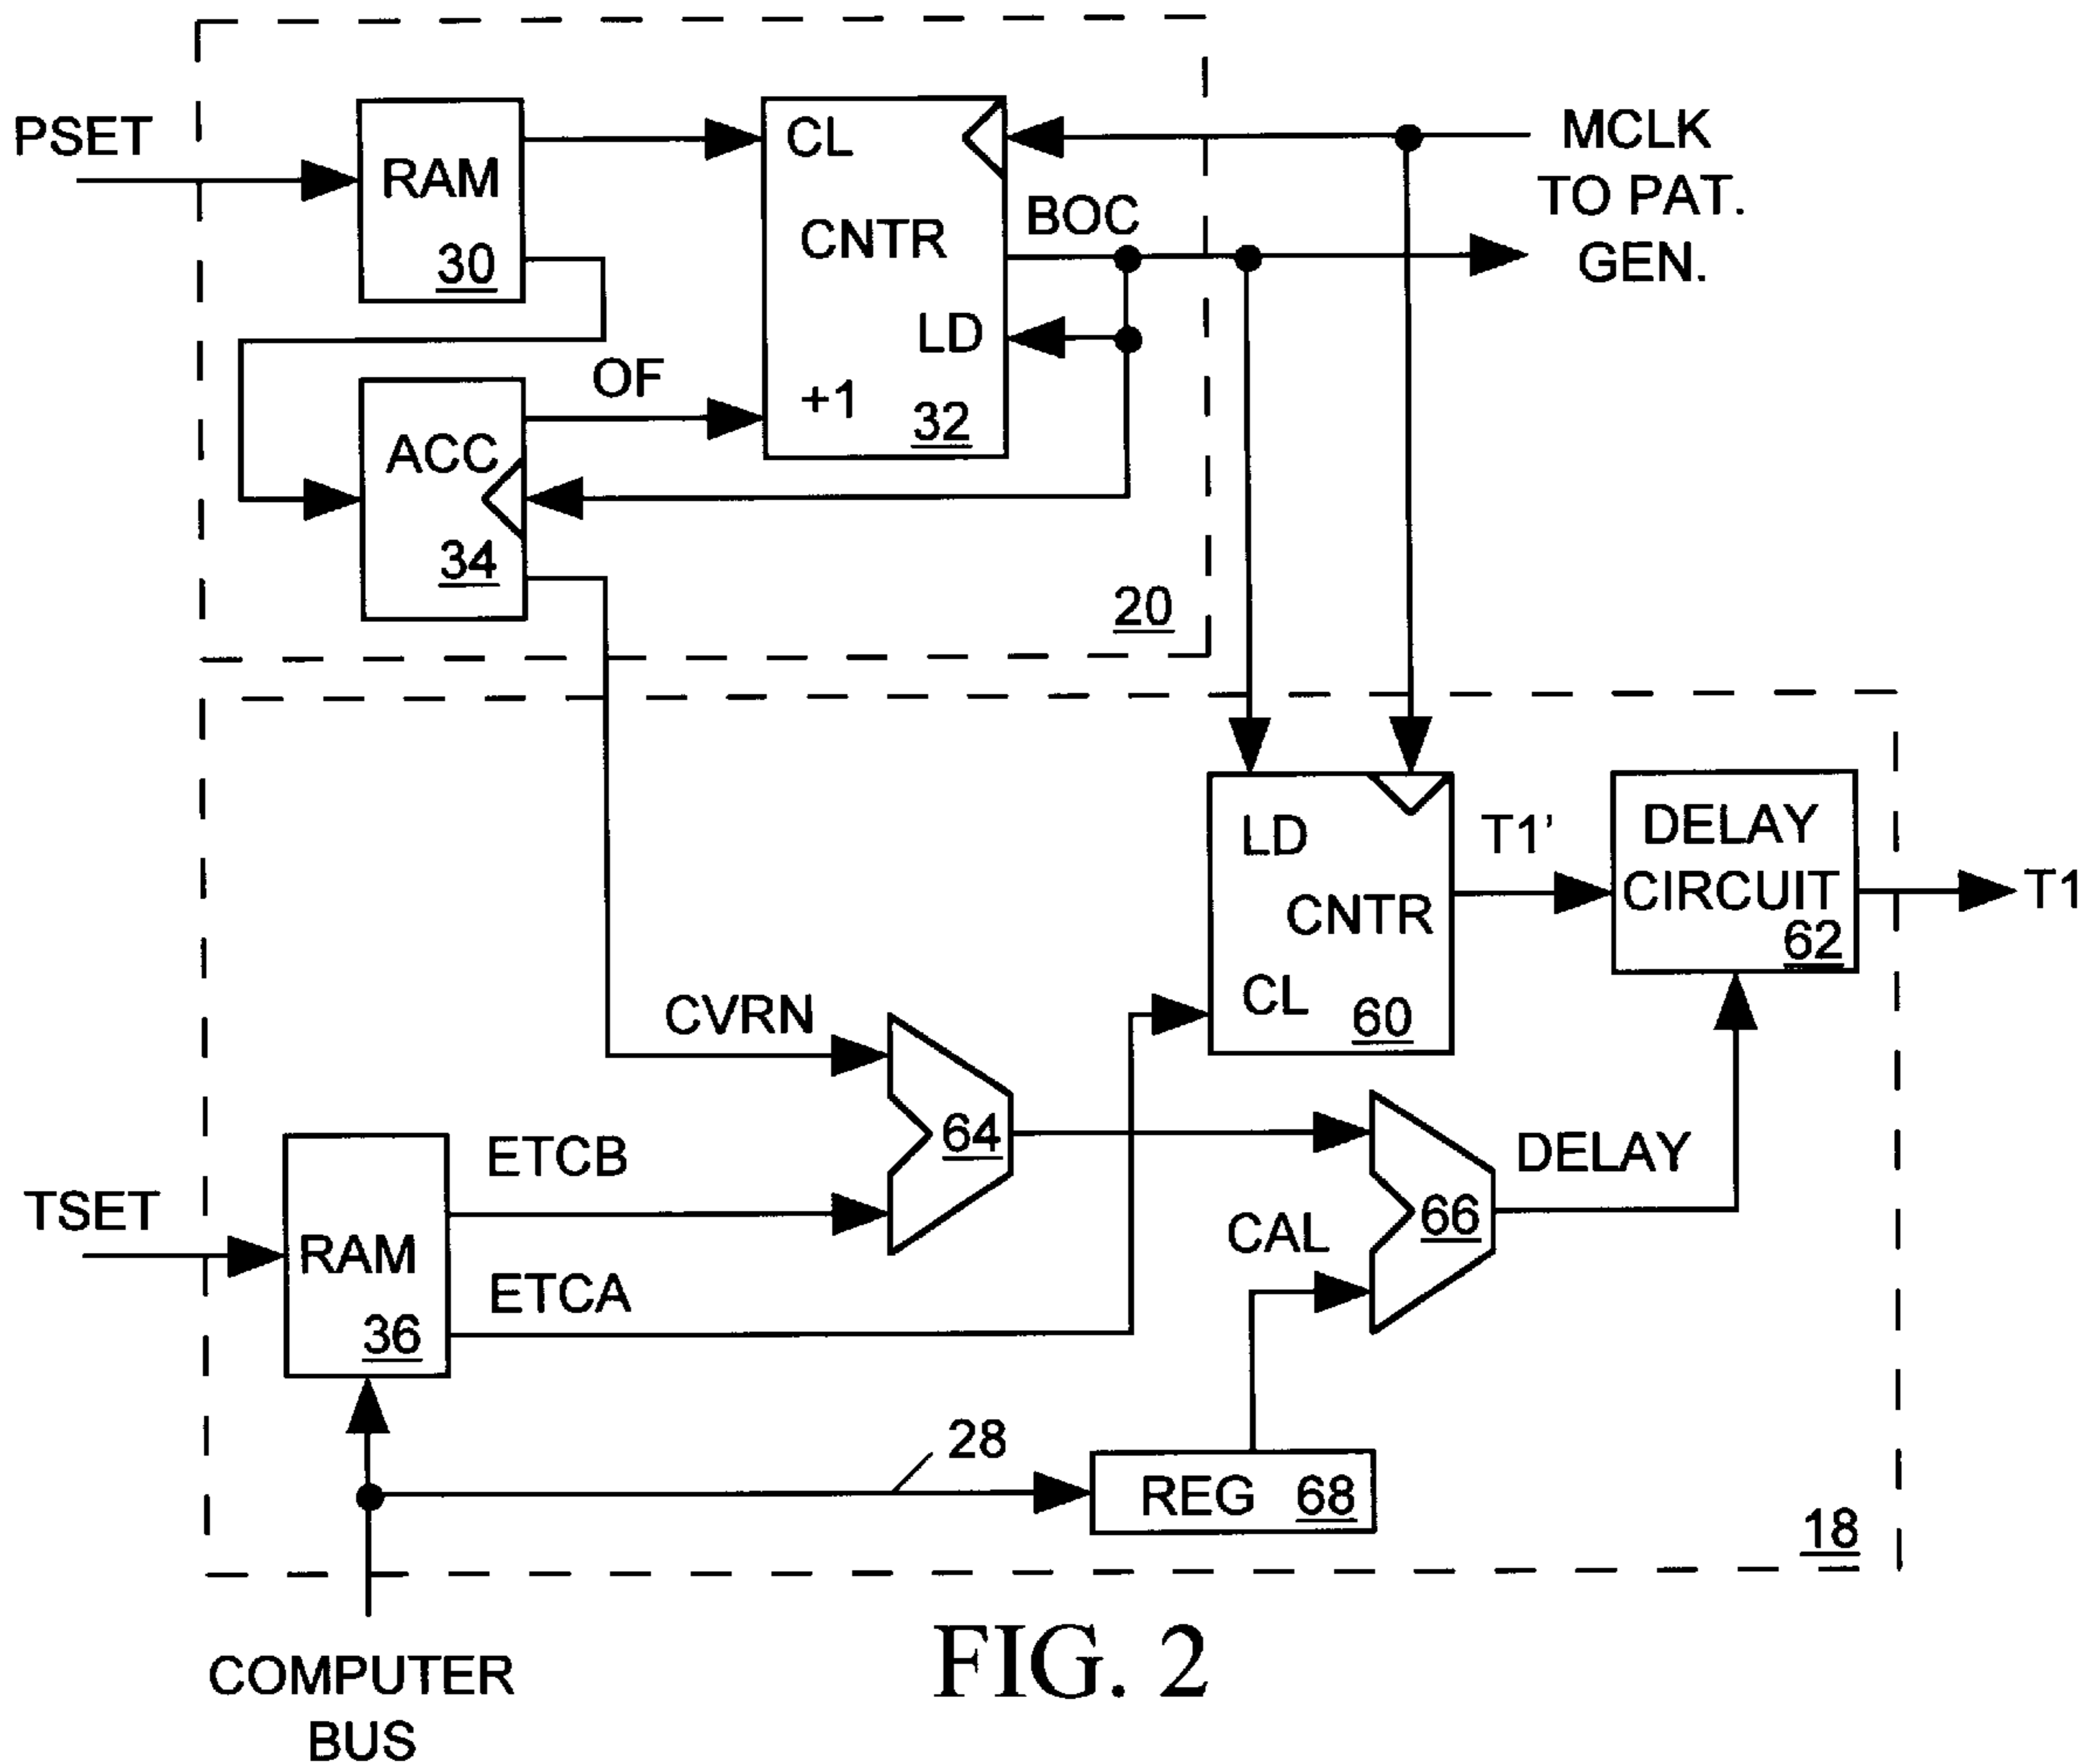 PSET
RAM
30
CL
CNTR
LD
+1
32
BOC
MCLK
TO PAT.
GEN.
OF
ACC
34
20
LD
CNTR
CL
60
T1’
DELAY
CIRCUIT
62
T1
CVRN
64
ETCB
TSET
RAM
36
ETCA
DELAY
CAL
66
28
REG 68
18
COMPUTER
BUS
FIG. 2